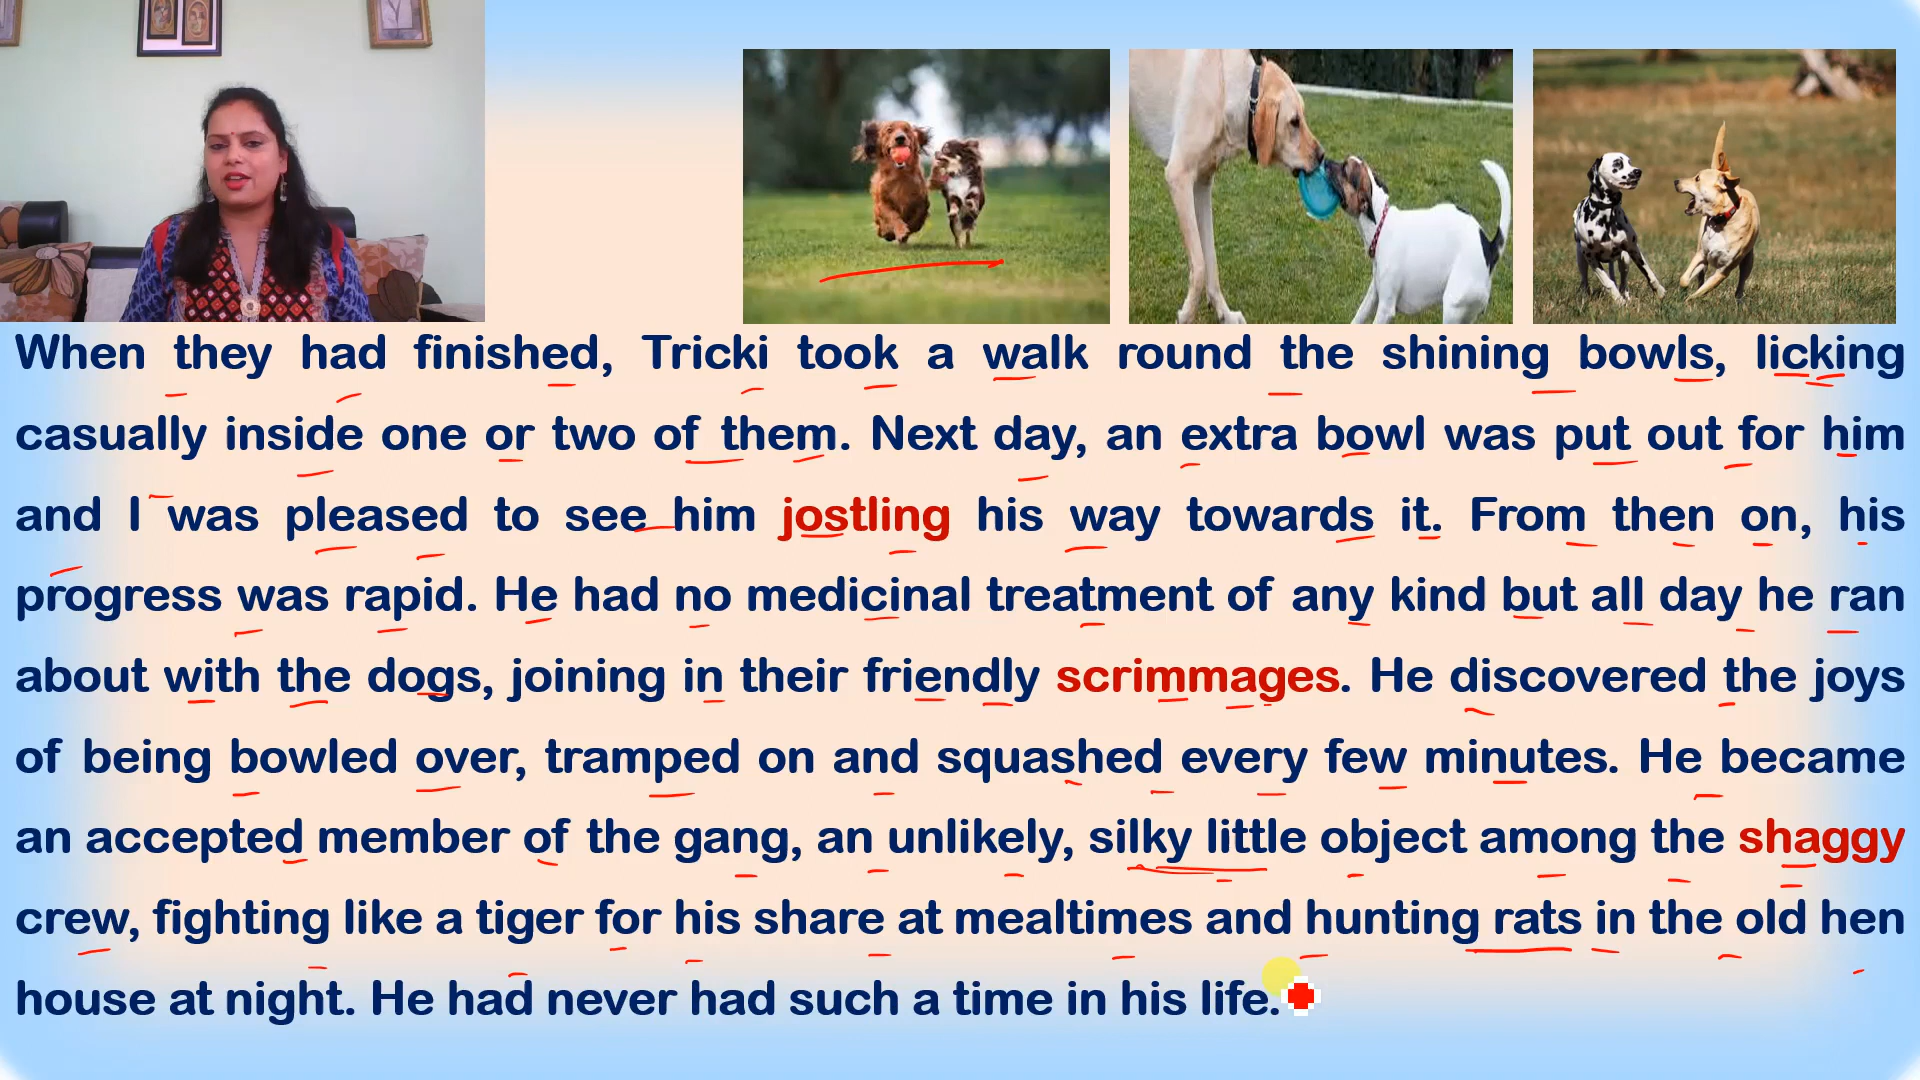 When they had finished, Tricki took a walk round the shining bowls, licking
casually inside one or two of them. Next day, an extra bowl was put out for him
and I was pleased to see him jostling his way towards it. From then on, his
progress was rapid. He had no medicinal treatment of any kind but all day he ran
about with the dogs, joining in their friendly scrimmages. He discovered the joys
of being bowled over, tramped on and squashed every few minutes. He became
an accepted member of the gang, an unlikely, silky little object among the shaggy
crew, fighting like a tiger for his share at mealtimes and hunting rats in the old hen
house at night. He had never had such a time in his life.